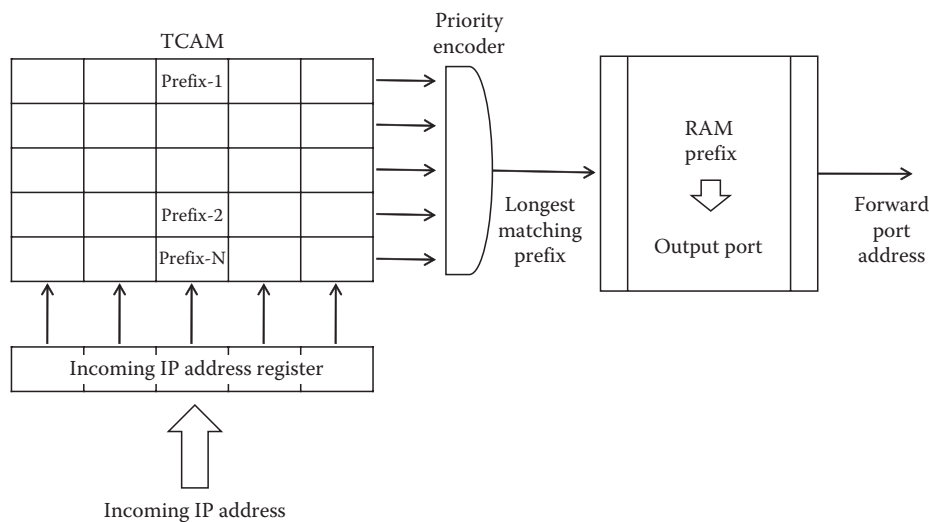 Priority
encoder
TCAM
Prefix-1
Prefix-2
Prefix-N
RAM
prefix
Output port
Longest
matching
prefix
Forward
port
address
Incoming IP address register
Incoming IP address